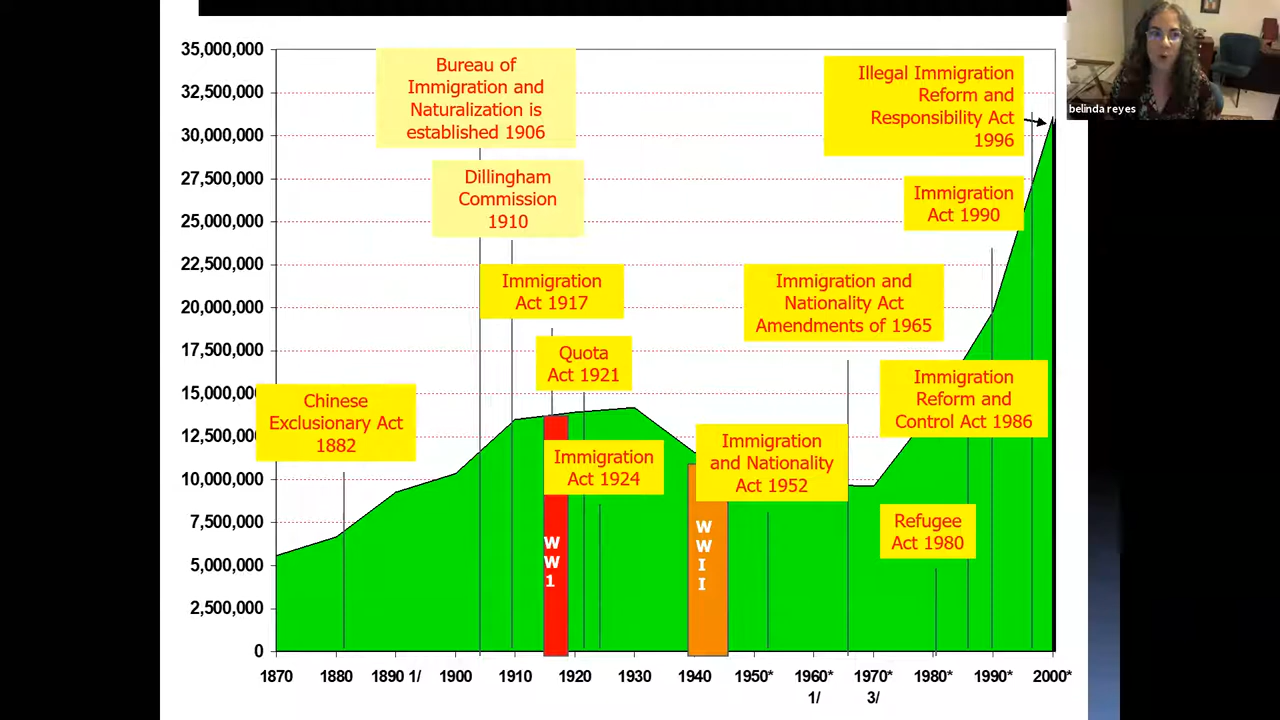 35,000,000
32,500,000
30,000,000
27,500,000
25,000,000
22,500,000
20,000,000
17,500,000
15,000,000
12,500,000
10,000,000
7,500,000
5,000,000
2,500,000
0
Bureau of
Immigration and
Naturalization is
established 1906
Dillingham
Commission
1910
Immigration
Act 1917
Quota
Act 1921
Chinese
Exclusionary Act
1882
Immigration
Act 1924
W
W
1
W
W
I
I
Immigration
and Nationality
Act 1952
Immigration and
Nationality Act
Amendments of 1965
Illegal Immigration
Reform and
Responsibility Act
1996
Immigration
Act 1990
Immigration
Reform and
Control Act 1986
Refugee
Act 1980
belinda reyes
1870 1880 1890 1/ 1900 1910 1920 1930 1940 1950* 1960* 1970* 1980* 1990* 2000*
1/ 3/